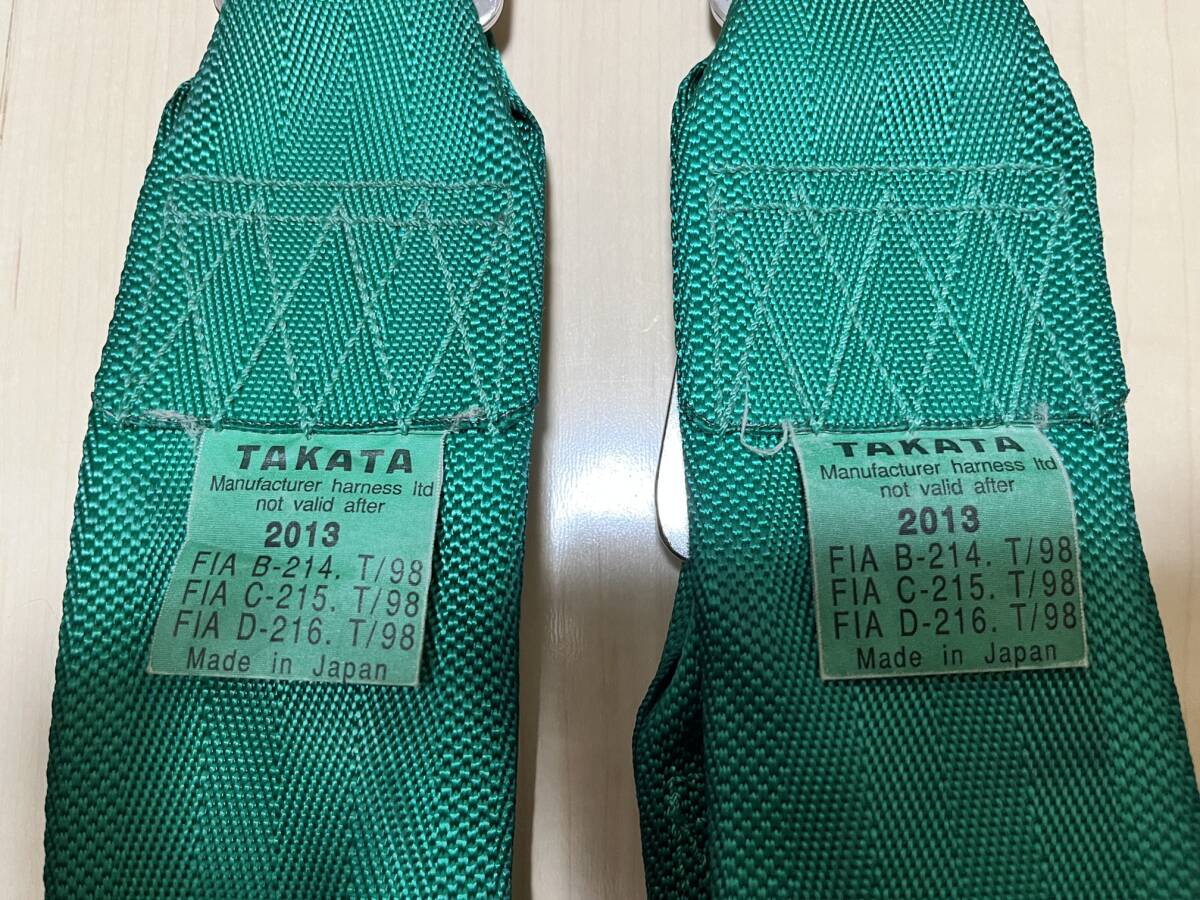 TAKATA
Manufacturer harness ltd
not valid after
2013
FIA B-214. T/98
FIA C-215. T/98
FIA D-216. T/98
Made in Japan
TAKATA
Manufacturer harness ltd
not valid after
2013
FIA B-214. T/98
FIA C-215. T/98
FIA D-216. T/98
Made in Japan